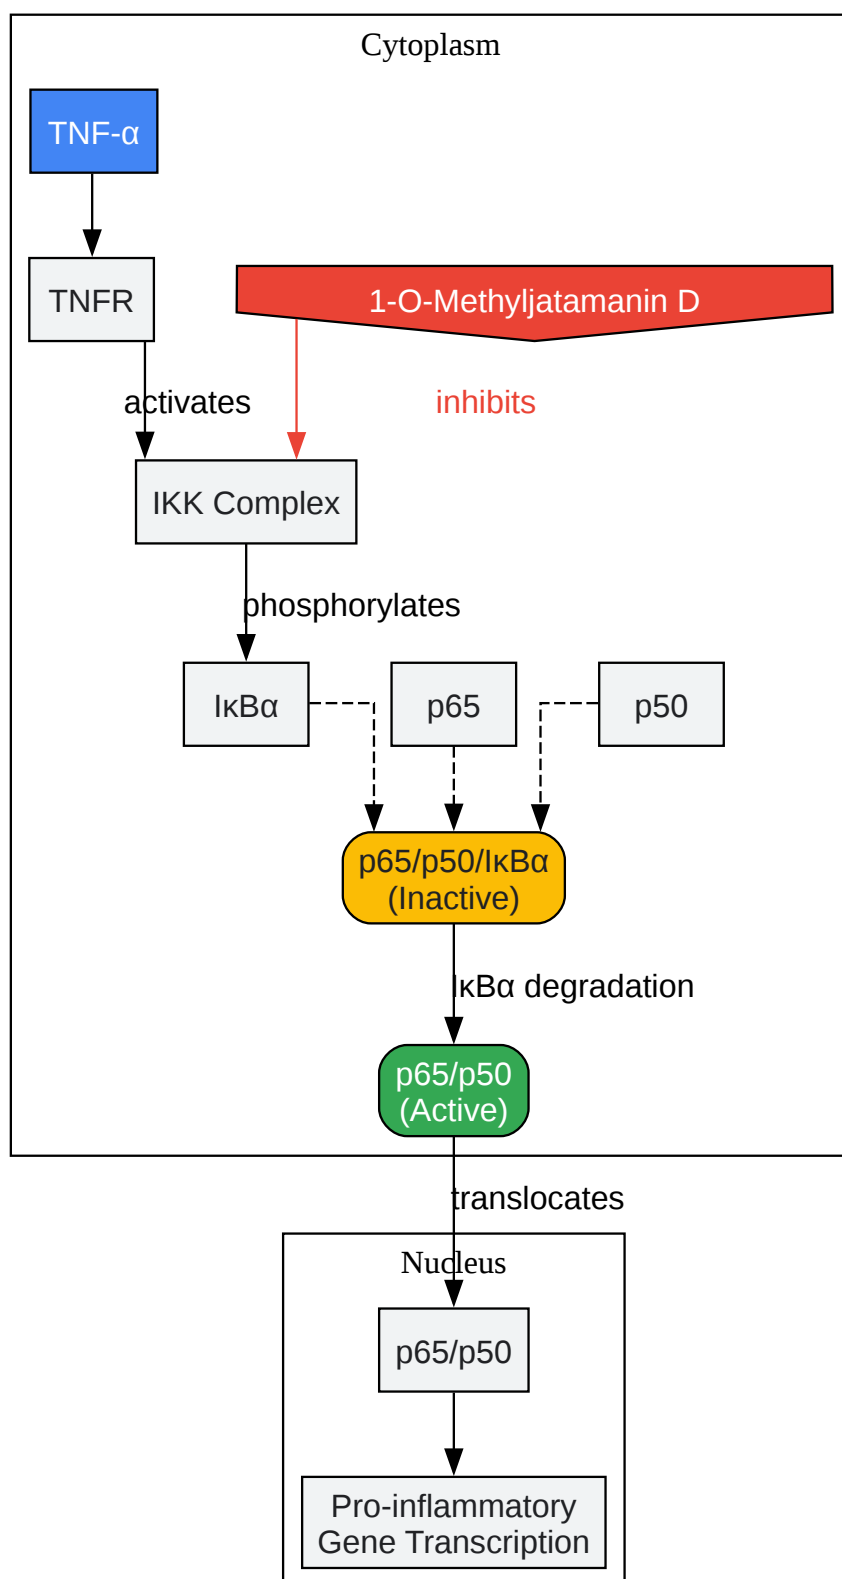 Cytoplasm
TNF-α
TNFR
1-O-Methyljatamanin D
activates
inhibits
IKK Complex
phosphorylates
IκBα
p65
p50
p65/p50/IκBα
(Inactive)
IκBα degradation
p65/p50
(Active)
translocates
Nucleus
p65/p50
Pro-inflammatory
Gene Transcription